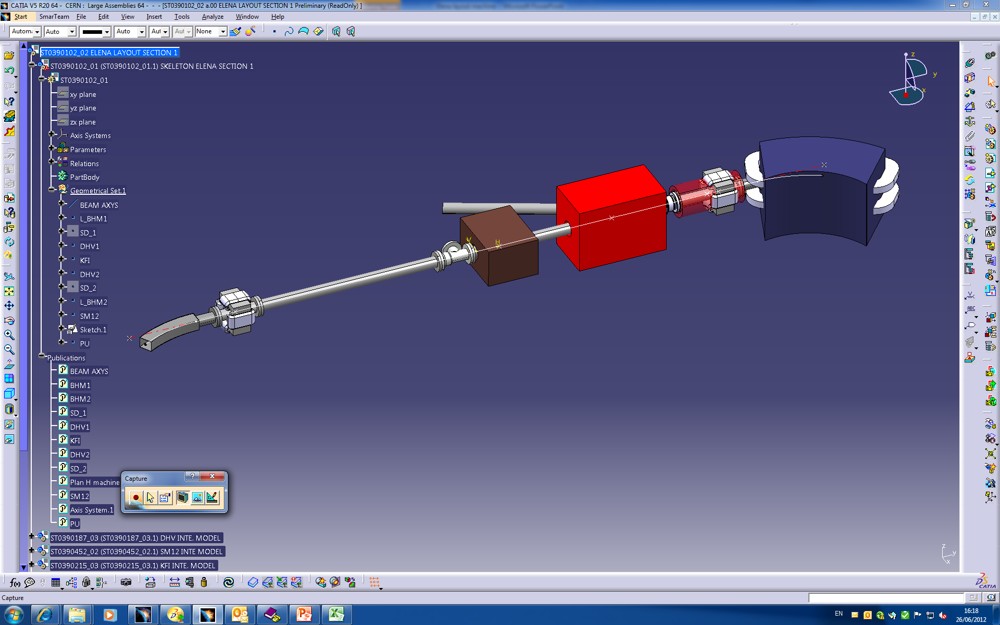 CATIA V5 R20 64 - CERN : Large Assemblies 64 - - - [ST0390102_02 a.00 ELENA LAYOUT SECTION 1 Preliminary (ReadOnly) ]
Start SmarTeam File Edit View Insert Tools Analyze Window Help
Automa Auto Auto Aut Aut None
ST0390102_02 ELENA LAYOUT SECTION 1
ST0390102_01 (ST0390102_01.1) SKELETON ELENA SECTION 1
ST0390102_01
xy plane
yz plane
zx plane
Axis Systems
Parameters
Relations
PartBody
Geometrical Set.1
BEAM AXYS
L_BHM1
SD_1
DHV1
KFI
DHV2
SD_2
L_BHM2
SM12
Sketch.1
PU
Publications
BEAM AXYS
BHM1
BHM2
SD_1
DHV1
KFI
DHV2
SD_2
Plan H machine
SM12
Axis System.1
PU
ST0390187_03 (ST0390187_03.1) DHV INTE. MODEL
ST0390452_02 (ST0390452_02.1) SM12 INTE MODEL
ST0390215_03 (ST0390215_03.1) KFI INTE. MODEL
z
y
x
V
H
Capture
?
ABC
z
y
x
f(x)
CATIA
Capture
EN
16:18
26/06/2012